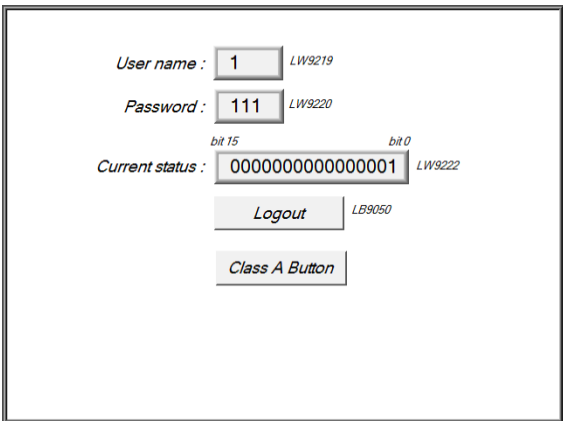 User name : 1 LW9219
Password : 111 LW9220
bit 15 bit 0
Current status : 0000000000000001 LW9222
Logout LB9050
Class A Button